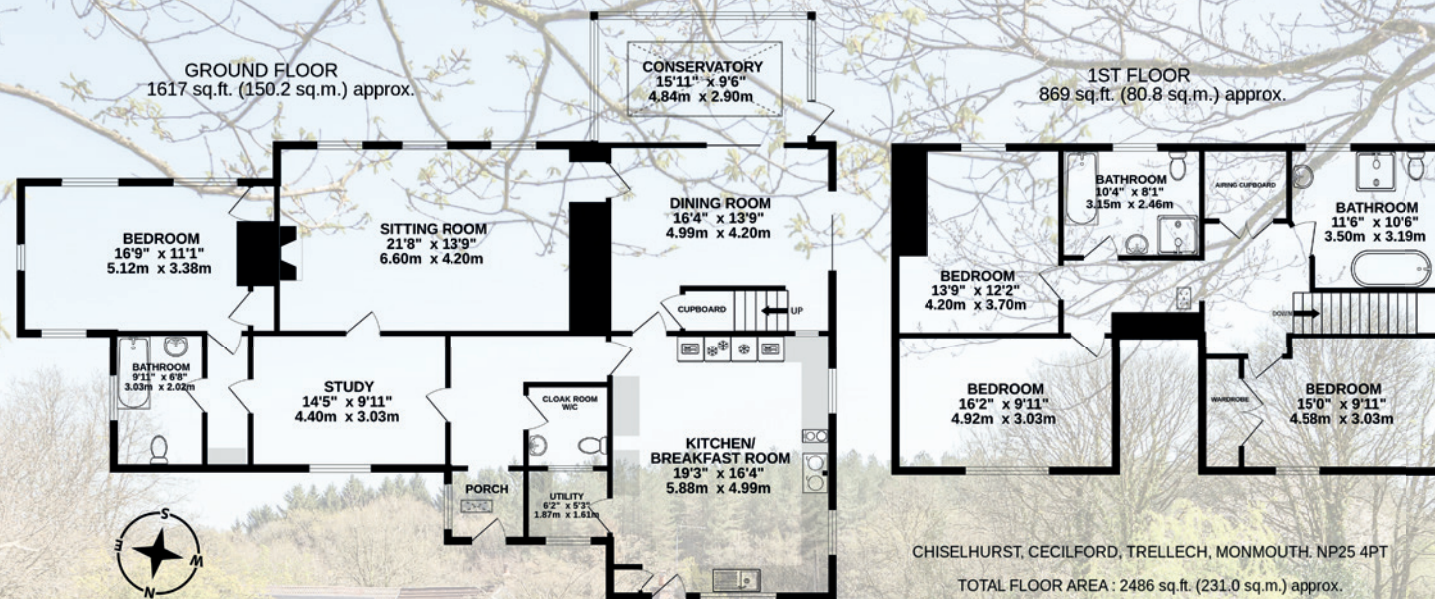 GROUND FLOOR
1617 sq.ft. (150.2 sq.m.) approx.
CONSERVATORY
15'11" x 9'6"
4.84m x 2.90m
1ST FLOOR
869 sq.ft. (80.8 sq.m.) approx.
BEDROOM
16'9" x 11'1"
5.12m x 3.38m
SITTING ROOM
21'8" x 13'9"
6.60m x 4.20m
DINING ROOM
16'4" x 13'9"
4.99m x 4.20m
CUPBOARD
UP
BATHROOM
9'11" x 6'8"
3.03m x 2.02m
STUDY
14'5" x 9'11"
4.40m x 3.03m
CLOAK ROOM
W/C
KITCHEN/
BREAKFAST ROOM
19'3" x 16'4"
5.88m x 4.99m
PORCH
UTILITY
6'2" x 5'3"
1.87m x 1.61m
S
E
W
N
BATHROOM
10'4" x 8'1"
3.15m x 2.46m
AIRING CUPBOARD
BATHROOM
11'6" x 10'6"
3.50m x 3.19m
BEDROOM
13'9" x 12'2"
4.20m x 3.70m
DOWN
BEDROOM
16'2" x 9'11"
4.92m x 3.03m
WARDROBE
BEDROOM
15'0" x 9'11"
4.58m x 3.03m
CHISELHURST, CECILFORD, TRELLECH, MONMOUTH. NP25 4PT
TOTAL FLOOR AREA : 2486 sq.ft. (231.0 sq.m.) approx.